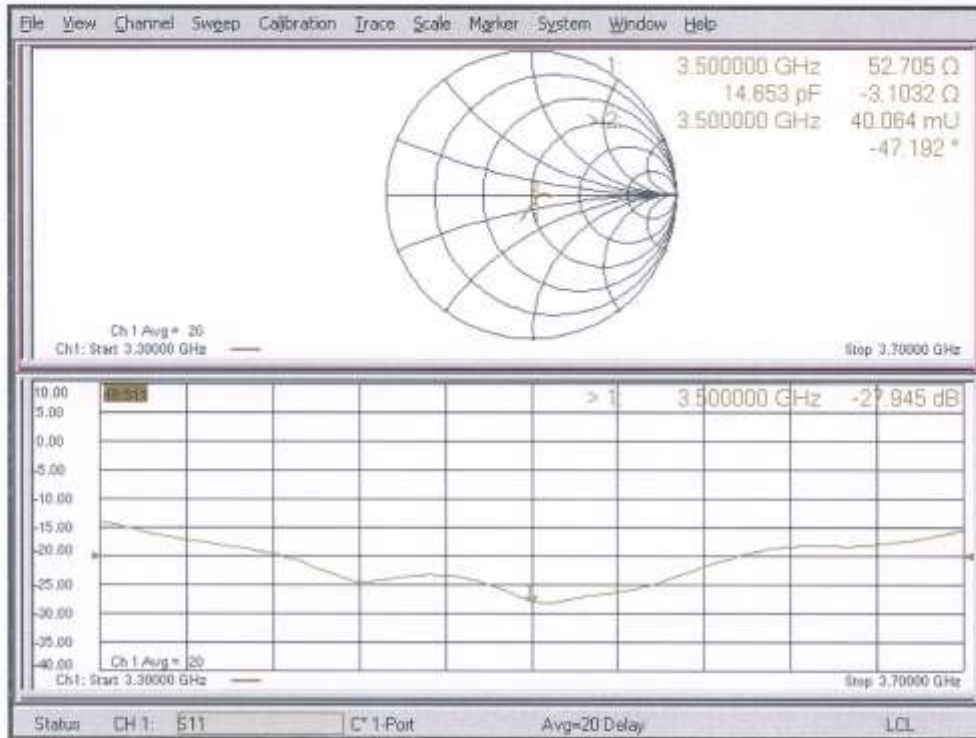 File View Channel Sweep Calibration Trace Scale Marker System Window Help
1: 3.500000 GHz 52.705 Ω
14.653 pF -3.1032 Ω
> 2: 3.500000 GHz 40.064 mU
-47.192 °
Ch 1 Avg = 20
Ch1: Start 3.30000 GHz
Stop 3.70000 GHz
10.00
> 1: 3.500000 GHz -27.945 dB
5.00
0.00
-5.00
-10.00
-15.00
-20.00
-25.00
-30.00
-35.00
-40.00
Ch 1 Avg = 20
Ch1: Start 3.30000 GHz
Stop 3.70000 GHz
Status CH 1: S11 C* 1-Port Avg=20 Delay LCL